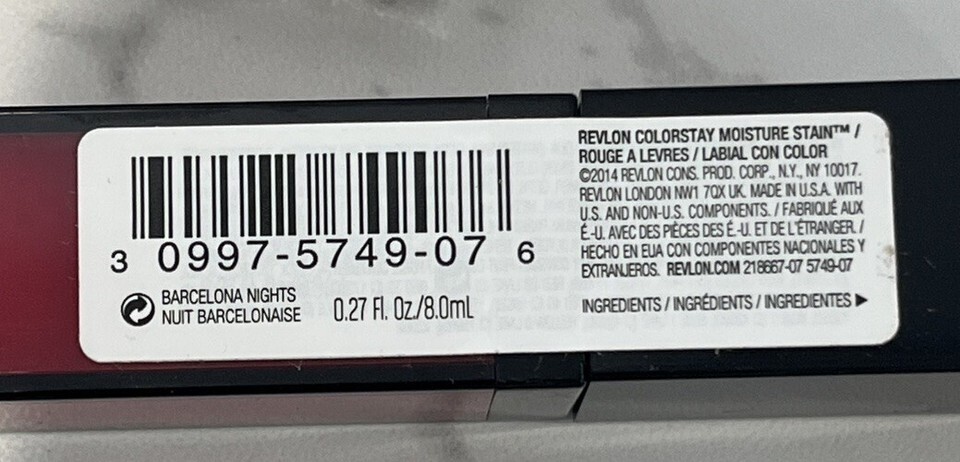 3 0997-5749-07 6
BARCELONA NIGHTS
NUIT BARCELONAISE
0.27 Fl. Oz./8.0mL
REVLON COLORSTAY MOISTURE STAIN™ /
ROUGE A LEVRES / LABIAL CON COLOR
©2014 REVLON CONS. PROD. CORP., N.Y., NY 10017.
REVLON LONDON NW1 7QX UK. MADE IN U.S.A. WITH
U.S. AND NON-U.S. COMPONENTS. / FABRIQUÉ AUX
É.-U. AVEC DES PIÈCES DES É.-U. ET DE L'ÉTRANGER. /
HECHO EN EUA CON COMPONENTES NACIONALES Y
EXTRANJEROS. REVLON.COM 218667-07 5749-07
INGREDIENTS / INGRÉDIENTS / INGREDIENTES ►